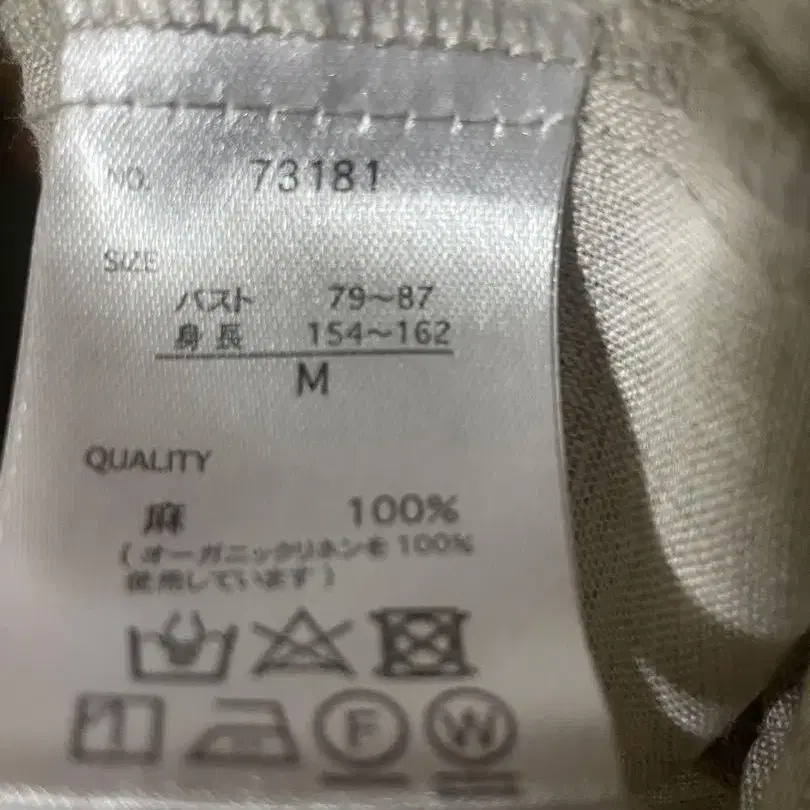 NO. 73181
SIZE
バスト 79~87
身長 154~162
M
QUALITY
麻 100%
(オーガニックリネンを100%
使用しています)
F W